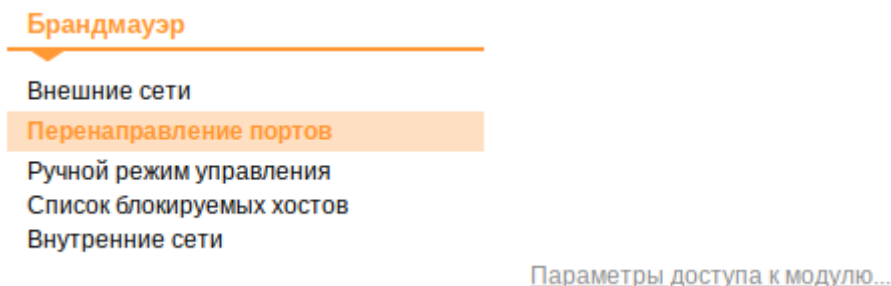 Брандмауэр
Внешние сети
Перенаправление портов
Ручной режим управления
Список блокируемых хостов
Внутренние сети
Параметры доступа к модулю...